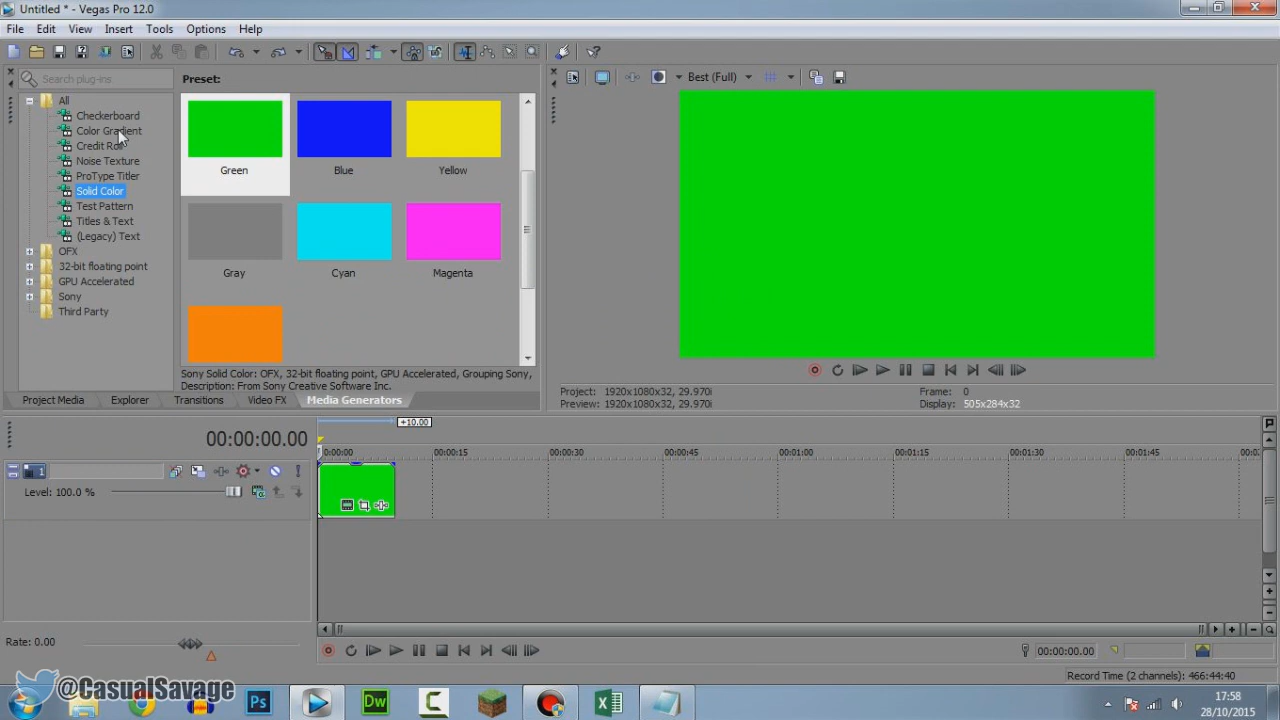 Untitled * - Vegas Pro 12.0
File Edit View Insert Tools Options Help
Search plug-ins
Preset:
Best (Full)
All
Checkerboard
Color Gradient
Credit Roll
Noise Texture
ProType Titler
Solid Color
Test Pattern
Titles & Text
(Legacy) Text
OFX
32-bit floating point
GPU Accelerated
Sony
Third Party
Green Blue Yellow
Gray Cyan Magenta
Sony Solid Color: OFX, 32-bit floating point, GPU Accelerated, Grouping Sony,
Description: From Sony Creative Software Inc.
Project Media Explorer Transitions Video FX Media Generators
Project: 1920x1080x32, 29.970i
Preview: 1920x1080x32, 29.970i
Frame: 0
Display: 505x284x32
00:00:00.00
+10.00
0:00:00 00:00:15 00:00:30 00:00:45 00:01:00 00:01:15 00:01:30 00:01:45
1
Level: 100.0 %
Rate: 0.00
00:00:00.00
Record Time (2 channels): 466:44:40
@CasualSavage
Ps
Dw
C
17:58
28/10/2015